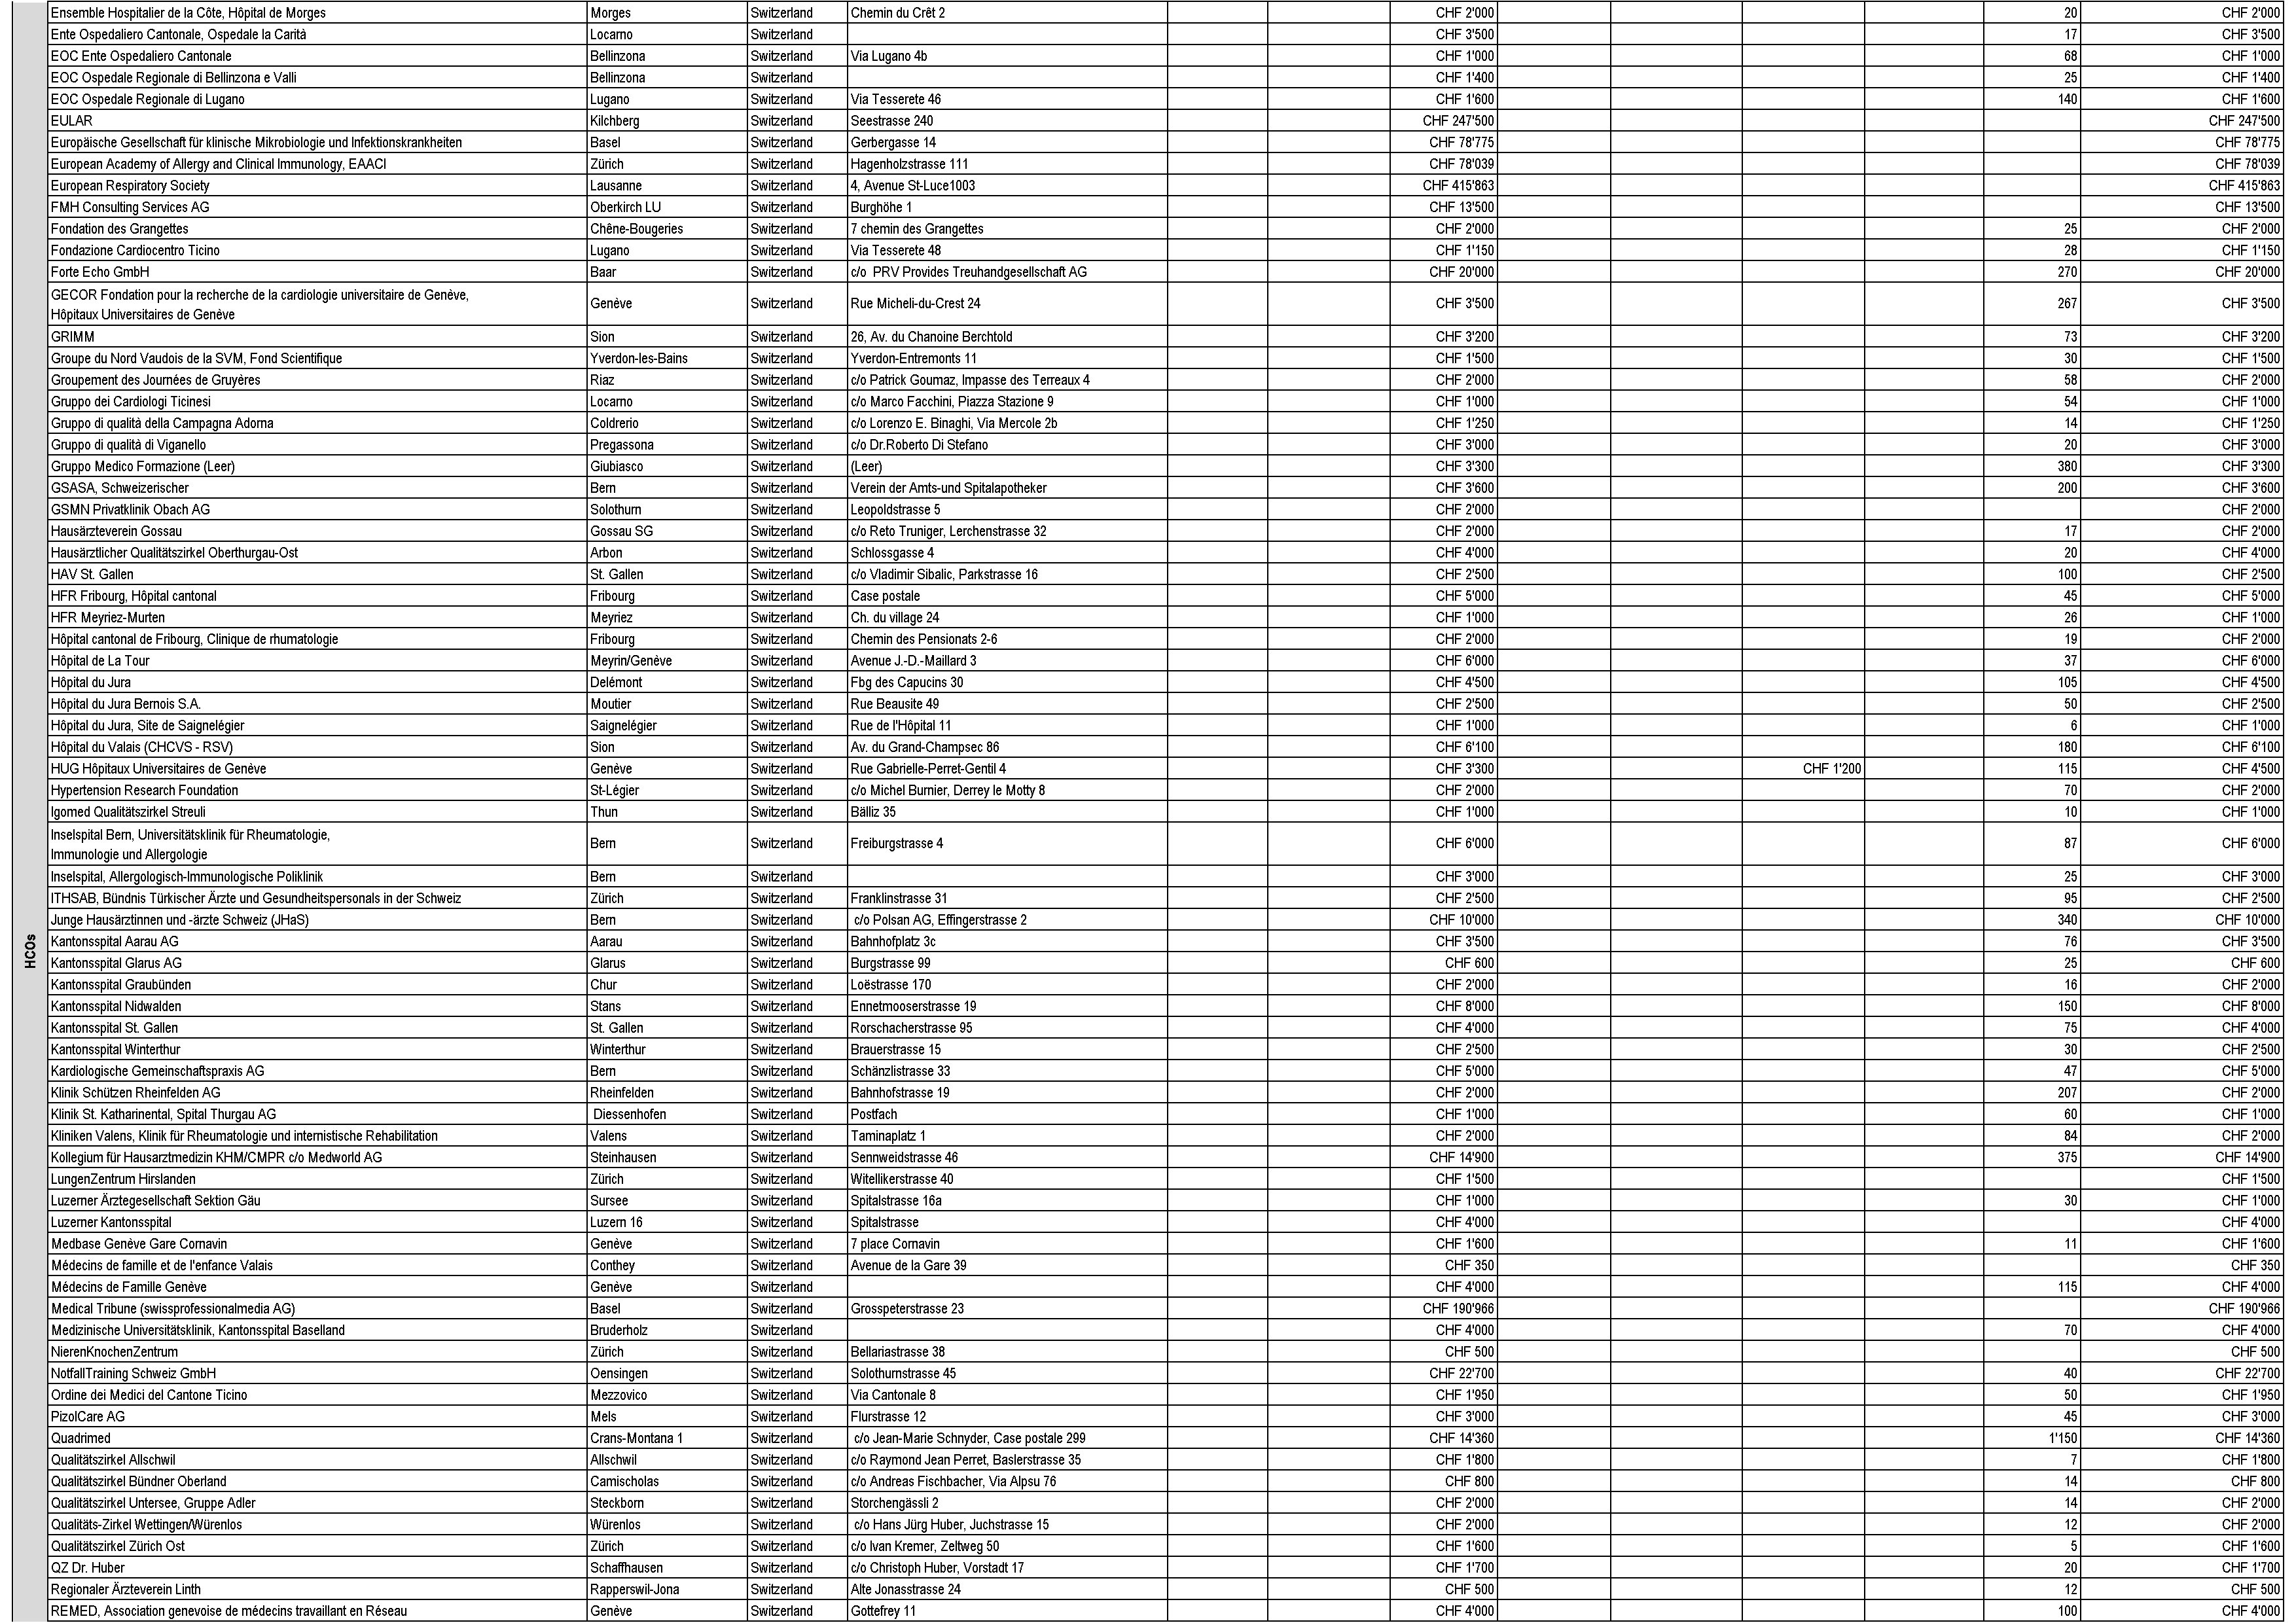 HCOs
Ensemble Hospitalier de la Côte, Hôpital de Morges Morges Switzerland Chemin du Crêt 2 CHF 2'000 20 CHF 2'000
Ente Ospedaliero Cantonale, Ospedale la Carità Locarno Switzerland CHF 3'500 17 CHF 3'500
EOC Ente Ospedaliero Cantonale Bellinzona Switzerland Via Lugano 4b CHF 1'000 68 CHF 1'000
EOC Ospedale Regionale di Bellinzona e Valli Bellinzona Switzerland CHF 1'400 25 CHF 1'400
EOC Ospedale Regionale di Lugano Lugano Switzerland Via Tesserete 46 CHF 1'600 140 CHF 1'600
EULAR Kilchberg Switzerland Seestrasse 240 CHF 247'500 CHF 247'500
Europäische Gesellschaft für klinische Mikrobiologie und Infektionskrankheiten Basel Switzerland Gerbergasse 14 CHF 78'775 CHF 78'775
European Academy of Allergy and Clinical Immunology, EAACI Zürich Switzerland Hagenholzstrasse 111 CHF 78'039 CHF 78'039
European Respiratory Society Lausanne Switzerland 4, Avenue St-Luce1003 CHF 415'863 CHF 415'863
FMH Consulting Services AG Oberkirch LU Switzerland Burghöhe 1 CHF 13'500 CHF 13'500
Fondation des Grangettes Chêne-Bougeries Switzerland 7 chemin des Grangettes CHF 2'000 25 CHF 2'000
Fondazione Cardiocentro Ticino Lugano Switzerland Via Tesserete 48 CHF 1'150 28 CHF 1'150
Forte Echo GmbH Baar Switzerland c/o PRV Provides Treuhandgesellschaft AG CHF 20'000 270 CHF 20'000
GECOR Fondation pour la recherche de la cardiologie universitaire de Genève,
Hôpitaux Universitaires de Genève Genève Switzerland Rue Micheli-du-Crest 24 CHF 3'500 267 CHF 3'500
GRIMM Sion Switzerland 26, Av. du Chanoine Berchtold CHF 3'200 73 CHF 3'200
Groupe du Nord Vaudois de la SVM, Fond Scientifique Yverdon-les-Bains Switzerland Yverdon-Entremonts 11 CHF 1'500 30 CHF 1'500
Groupement des Journées de Gruyères Riaz Switzerland c/o Patrick Goumaz, Impasse des Terreaux 4 CHF 2'000 58 CHF 2'000
Gruppo dei Cardiologi Ticinesi Locarno Switzerland c/o Marco Facchini, Piazza Stazione 9 CHF 1'000 54 CHF 1'000
Gruppo di qualità della Campagna Adorna Coldrerio Switzerland c/o Lorenzo E. Binaghi, Via Mercole 2b CHF 1'250 14 CHF 1'250
Gruppo di qualità di Viganello Pregassona Switzerland c/o Dr.Roberto Di Stefano CHF 3'000 20 CHF 3'000
Gruppo Medico Formazione (Leer) Giubiasco Switzerland (Leer) CHF 3'300 380 CHF 3'300
GSASA, Schweizerischer Bern Switzerland Verein der Amts-und Spitalapotheker CHF 3'600 200 CHF 3'600
GSMN Privatklinik Obach AG Solothurn Switzerland Leopoldstrasse 5 CHF 2'000 CHF 2'000
Hausärzteverein Gossau Gossau SG Switzerland c/o Reto Truniger, Lerchenstrasse 32 CHF 2'000 17 CHF 2'000
Hausärztlicher Qualitätszirkel Oberthurgau-Ost Arbon Switzerland Schlossgasse 4 CHF 4'000 20 CHF 4'000
HAV St. Gallen St. Gallen Switzerland c/o Vladimir Sibalic, Parkstrasse 16 CHF 2'500 100 CHF 2'500
HFR Fribourg, Hôpital cantonal Fribourg Switzerland Case postale CHF 5'000 45 CHF 5'000
HFR Meyriez-Murten Meyriez Switzerland Ch. du village 24 CHF 1'000 26 CHF 1'000
Hôpital cantonal de Fribourg, Clinique de rhumatologie Fribourg Switzerland Chemin des Pensionats 2-6 CHF 2'000 19 CHF 2'000
Hôpital de La Tour Meyrin/Genève Switzerland Avenue J.-D.-Maillard 3 CHF 6'000 37 CHF 6'000
Hôpital du Jura Delémont Switzerland Fbg des Capucins 30 CHF 4'500 105 CHF 4'500
Hôpital du Jura Bernois S.A. Moutier Switzerland Rue Beausite 49 CHF 2'500 50 CHF 2'500
Hôpital du Jura, Site de Saignelégier Saignelégier Switzerland Rue de l'Hôpital 11 CHF 1'000 6 CHF 1'000
Hôpital du Valais (CHCVS - RSV) Sion Switzerland Av. du Grand-Champsec 86 CHF 6'100 180 CHF 6'100
HUG Hôpitaux Universitaires de Genève Genève Switzerland Rue Gabrielle-Perret-Gentil 4 CHF 3'300 CHF 1'200 115 CHF 4'500
Hypertension Research Foundation St-Légier Switzerland c/o Michel Burnier, Derrey le Motty 8 CHF 2'000 70 CHF 2'000
Igomed Qualitätszirkel Streuli Thun Switzerland Bälliz 35 CHF 1'000 10 CHF 1'000
Inselspital Bern, Universitätsklinik für Rheumatologie,
Immunologie und Allergologie Bern Switzerland Freiburgstrasse 4 CHF 6'000 87 CHF 6'000
Inselspital, Allergologisch-Immunologische Poliklinik Bern Switzerland CHF 3'000 25 CHF 3'000
ITHSAB, Bündnis Türkischer Ärzte und Gesundheitspersonals in der Schweiz Zürich Switzerland Franklinstrasse 31 CHF 2'500 95 CHF 2'500
Junge Hausärztinnen und -ärzte Schweiz (JHaS) Bern Switzerland c/o Polsan AG, Effingerstrasse 2 CHF 10'000 340 CHF 10'000
Kantonsspital Aarau AG Aarau Switzerland Bahnhofplatz 3c CHF 3'500 76 CHF 3'500
Kantonsspital Glarus AG Glarus Switzerland Burgstrasse 99 CHF 600 25 CHF 600
Kantonsspital Graubünden Chur Switzerland Loëstrasse 170 CHF 2'000 16 CHF 2'000
Kantonsspital Nidwalden Stans Switzerland Ennetmooserstrasse 19 CHF 8'000 150 CHF 8'000
Kantonsspital St. Gallen St. Gallen Switzerland Rorschacherstrasse 95 CHF 4'000 75 CHF 4'000
Kantonsspital Winterthur Winterthur Switzerland Brauerstrasse 15 CHF 2'500 30 CHF 2'500
Kardiologische Gemeinschaftspraxis AG Bern Switzerland Schänzlistrasse 33 CHF 5'000 47 CHF 5'000
Klinik Schützen Rheinfelden AG Rheinfelden Switzerland Bahnhofstrasse 19 CHF 2'000 207 CHF 2'000
Klinik St. Katharinental, Spital Thurgau AG Diessenhofen Switzerland Postfach CHF 1'000 60 CHF 1'000
Kliniken Valens, Klinik für Rheumatologie und internistische Rehabilitation Valens Switzerland Taminaplatz 1 CHF 2'000 84 CHF 2'000
Kollegium für Hausarztmedizin KHM/CMPR c/o Medworld AG Steinhausen Switzerland Sennweidstrasse 46 CHF 14'900 375 CHF 14'900
LungenZentrum Hirslanden Zürich Switzerland Witellikerstrasse 40 CHF 1'500 CHF 1'500
Luzerner Ärztegesellschaft Sektion Gäu Sursee Switzerland Spitalstrasse 16a CHF 1'000 30 CHF 1'000
Luzerner Kantonsspital Luzern 16 Switzerland Spitalstrasse CHF 4'000 CHF 4'000
Medbase Genève Gare Cornavin Genève Switzerland 7 place Cornavin CHF 1'600 11 CHF 1'600
Médecins de famille et de l'enfance Valais Conthey Switzerland Avenue de la Gare 39 CHF 350 CHF 350
Médecins de Famille Genève Genève Switzerland CHF 4'000 115 CHF 4'000
Medical Tribune (swissprofessionalmedia AG) Basel Switzerland Grosspeterstrasse 23 CHF 190'966 CHF 190'966
Medizinische Universitätsklinik, Kantonsspital Baselland Bruderholz Switzerland CHF 4'000 70 CHF 4'000
NierenKnochenZentrum Zürich Switzerland Bellariastrasse 38 CHF 500 CHF 500
NotfallTraining Schweiz GmbH Oensingen Switzerland Solothurnstrasse 45 CHF 22'700 40 CHF 22'700
Ordine dei Medici del Cantone Ticino Mezzovico Switzerland Via Cantonale 8 CHF 1'950 50 CHF 1'950
PizolCare AG Mels Switzerland Flurstrasse 12 CHF 3'000 45 CHF 3'000
Quadrimed Crans-Montana 1 Switzerland c/o Jean-Marie Schnyder, Case postale 299 CHF 14'360 1'150 CHF 14'360
Qualitätszirkel Allschwil Allschwil Switzerland c/o Raymond Jean Perret, Baslerstrasse 35 CHF 1'800 7 CHF 1'800
Qualitätszirkel Bündner Oberland Camischolas Switzerland c/o Andreas Fischbacher, Via Alpsu 76 CHF 800 14 CHF 800
Qualitätszirkel Untersee, Gruppe Adler Steckborn Switzerland Storchengässli 2 CHF 2'000 14 CHF 2'000
Qualitäts-Zirkel Wettingen/Würenlos Würenlos Switzerland c/o Hans Jürg Huber, Juchstrasse 15 CHF 2'000 12 CHF 2'000
Qualitätszirkel Zürich Ost Zürich Switzerland c/o Ivan Kremer, Zeltweg 50 CHF 1'600 5 CHF 1'600
QZ Dr. Huber Schaffhausen Switzerland c/o Christoph Huber, Vorstadt 17 CHF 1'700 20 CHF 1'700
Regionaler Ärzteverein Linth Rapperswil-Jona Switzerland Alte Jonasstrasse 24 CHF 500 12 CHF 500
REMED, Association genevoise de médecins travaillant en Réseau Genève Switzerland Gottefrey 11 CHF 4'000 100 CHF 4'000